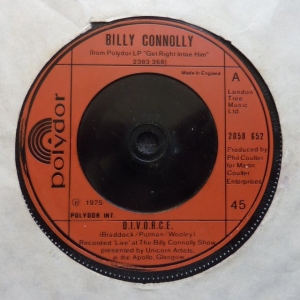 BILLY CONNOLLY
(from Polydor LP "Get Right Intae Him"
2383 368)
Made in England
A
London
Tree
Music
Ltd.
polydor
2058 652
Produced by
Phil Coulter
for Martin
Coulter
Enterprises
℗ 1975
POLYDOR INT.
45
D.I.V.O.R.C.E.
(Braddock/Putman/Wooley)
Recorded 'Live' at The Billy Connolly Show
presented by Unicorn Artists
at the Apollo, Glasgow